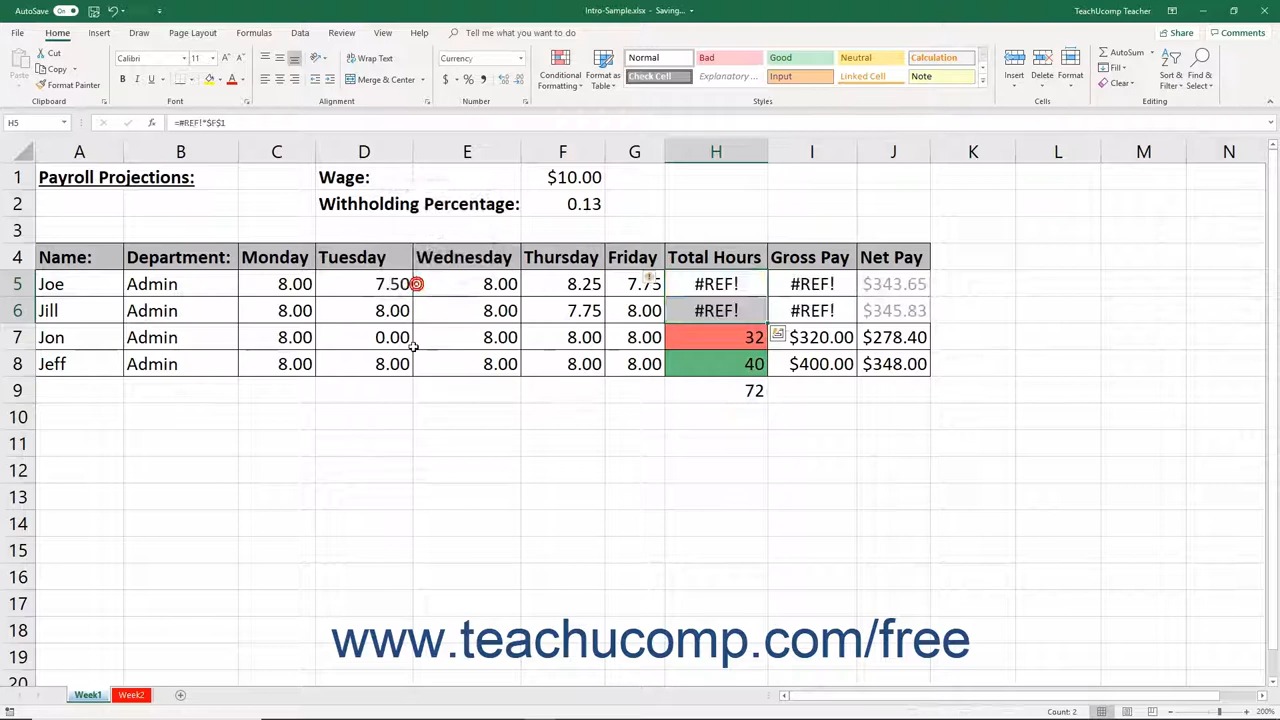 AutoSave On Intro-Sample.xlsx - Saving... TeachUcomp Teacher
File Home Insert Draw Page Layout Formulas Data Review View Help Tell me what you want to do Share Comments
Paste Cut Copy Format Painter Clipboard
Calibri 11 B I U A Font
Wrap Text Merge & Center Alignment
Currency $ % Number
Conditional Formatting Format as Table
Normal Bad Good Neutral Calculation
Check Cell Explanatory ... Input Linked Cell Note
Styles
Insert Delete Format Cells
AutoSum Fill Clear Sort & Filter Find & Select Editing
H5 fx =#REF!*$F$1
A B C D E F G H I J K L M N
1 Payroll Projections: Wage: $10.00
2 Withholding Percentage: 0.13
3
4 Name: Department: Monday Tuesday Wednesday Thursday Friday Total Hours Gross Pay Net Pay
5 Joe Admin 8.00 7.50 8.00 8.25 7.75 #REF! #REF! $343.65
6 Jill Admin 8.00 8.00 8.00 7.75 8.00 #REF! #REF! $345.83
7 Jon Admin 8.00 0.00 8.00 8.00 8.00 32 $320.00 $278.40
8 Jeff Admin 8.00 8.00 8.00 8.00 8.00 40 $400.00 $348.00
9 72
10
11
12
13
14
15
16
17
18
19
20
www.teachucomp.com/free
Week1 Week2
Count: 2 200%